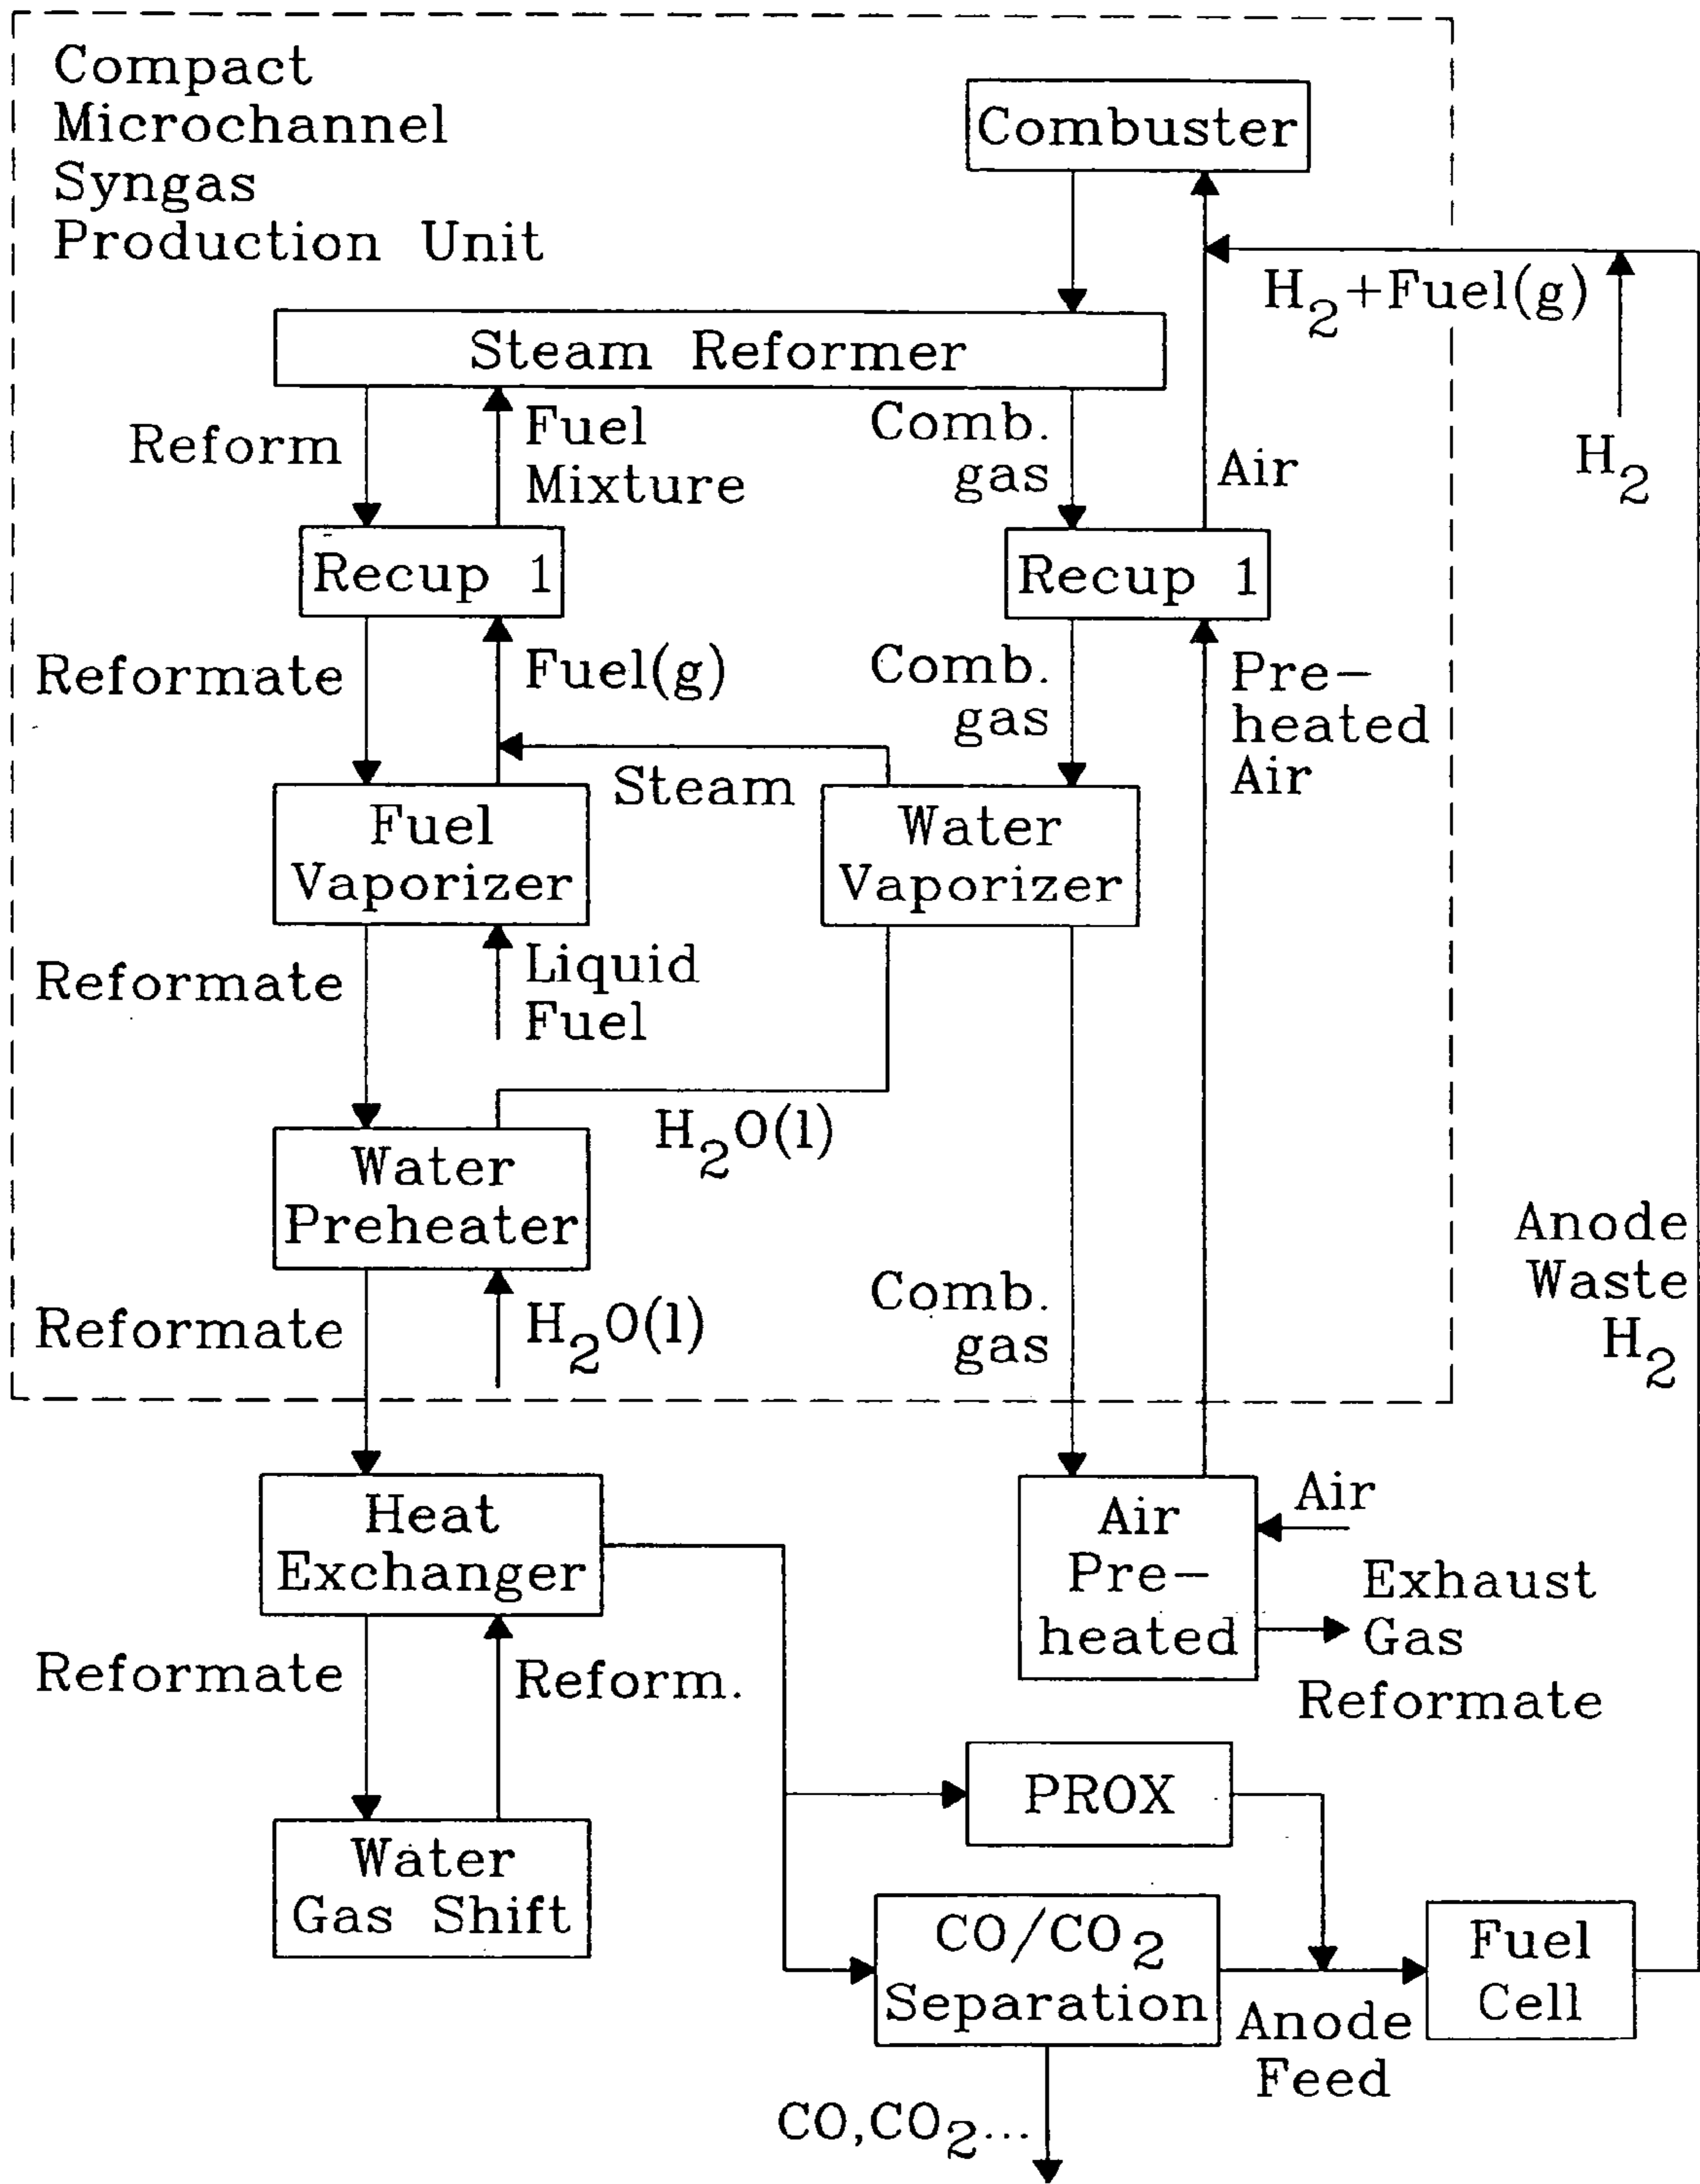 Compact
Microchannel
Syngas
Production Unit
Combuster
H2+Fuel(g)
H2
Steam Reformer
Reform
Fuel
Mixture
Comb.
gas
Air
Recup 1
Recup 1
Reformate
Fuel(g)
Comb.
gas
Pre-
heated
Air
Steam
Fuel
Vaporizer
Water
Vaporizer
Reformate
Liquid
Fuel
H2O(l)
Water
Preheater
Reformate
H2O(l)
Comb.
gas
Anode
Waste
H2
Heat
Exchanger
Air
Pre-
heated
Air
Exhaust
Gas
Reformate
Reformate
Reform.
PROX
Water
Gas Shift
CO/CO2
Separation
Anode
Feed
Fuel
Cell
CO,CO2...